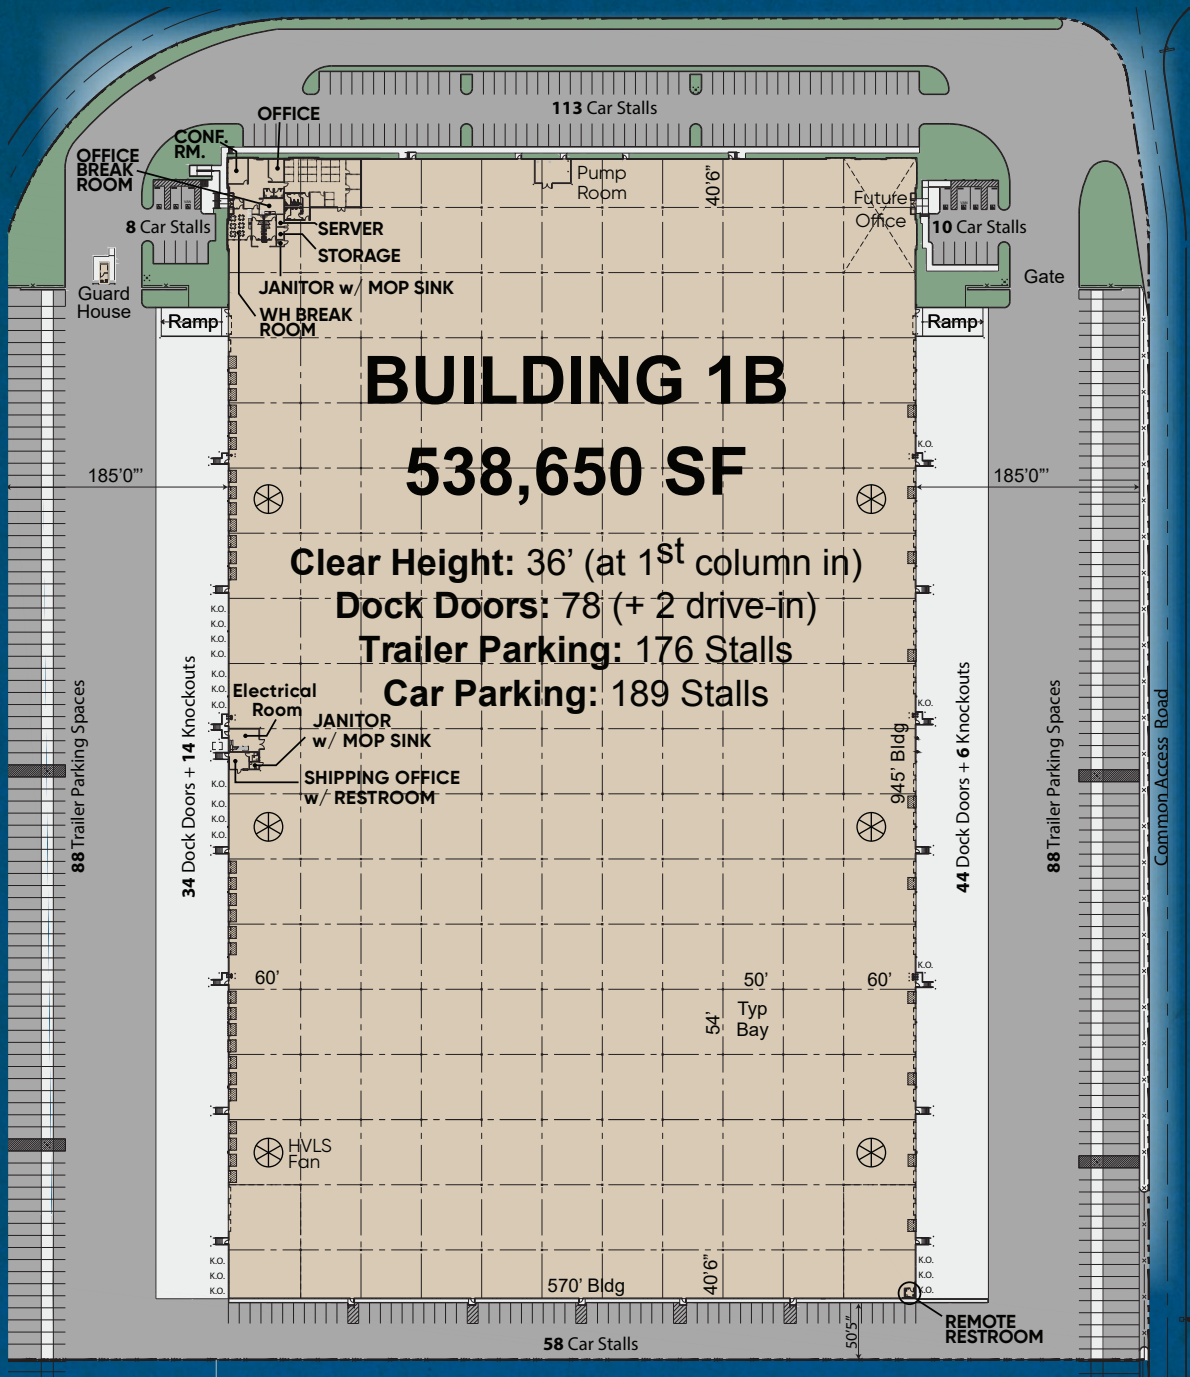 113 Car Stalls
OFFICE
CONF.
RM.
OFFICE
BREAK
ROOM
Pump
Room
40'6"
Future
Office
8 Car Stalls
10 Car Stalls
SERVER
STORAGE
JANITOR w/ MOP SINK
WH BREAK
ROOM
Guard
House
Gate
Ramp
Ramp
BUILDING 1B
538,650 SF
K.O.
185'0"'
185'0"'
Clear Height: 36’ (at 1st column in)
Dock Doors: 78 (+ 2 drive-in)
Trailer Parking: 176 Stalls
Car Parking: 189 Stalls
K.O.
K.O.
K.O.
K.O.
K.O.
K.O.
K.O.
K.O.
Electrical
Room
JANITOR
w/ MOP SINK
SHIPPING OFFICE
w/ RESTROOM
945' Bldg
88 Trailer Parking Spaces
34 Dock Doors + 14 Knockouts
44 Dock Doors + 6 Knockouts
88 Trailer Parking Spaces
Common Access Road
K.O.
K.O.
K.O.
K.O.
K.O.
60’
50’
60’
54’
Typ
Bay
HVLS
Fan
K.O.
K.O.
K.O.
K.O.
K.O.
K.O.
570’ Bldg
40'6"
REMOTE
RESTROOM
50'5"
58 Car Stalls